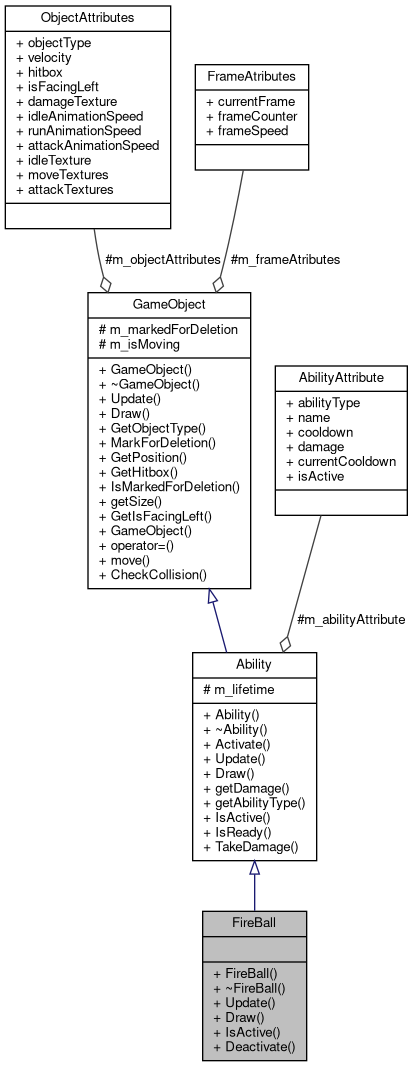 ObjectAttributes
+ objectType
+ velocity
+ hitbox
+ isFacingLeft
+ damageTexture
+ idleAnimationSpeed
+ runAnimationSpeed
+ attackAnimationSpeed
+ idleTexture
+ moveTextures
+ attackTextures
FrameAtributes
+ currentFrame
+ frameCounter
+ frameSpeed
#m_objectAttributes
#m_frameAtributes
GameObject
# m_markedForDeletion
# m_isMoving
+ GameObject()
+ ~GameObject()
+ Update()
+ Draw()
+ GetObjectType()
+ MarkForDeletion()
+ GetPosition()
+ GetHitbox()
+ IsMarkedForDeletion()
+ getSize()
+ GetIsFacingLeft()
+ GameObject()
+ operator=()
+ move()
+ CheckCollision()
AbilityAttribute
+ abilityType
+ name
+ cooldown
+ damage
+ currentCooldown
+ isActive
#m_abilityAttribute
Ability
# m_lifetime
+ Ability()
+ ~Ability()
+ Activate()
+ Update()
+ Draw()
+ getDamage()
+ getAbilityType()
+ IsActive()
+ IsReady()
+ TakeDamage()
FireBall
+ FireBall()
+ ~FireBall()
+ Update()
+ Draw()
+ IsActive()
+ Deactivate()